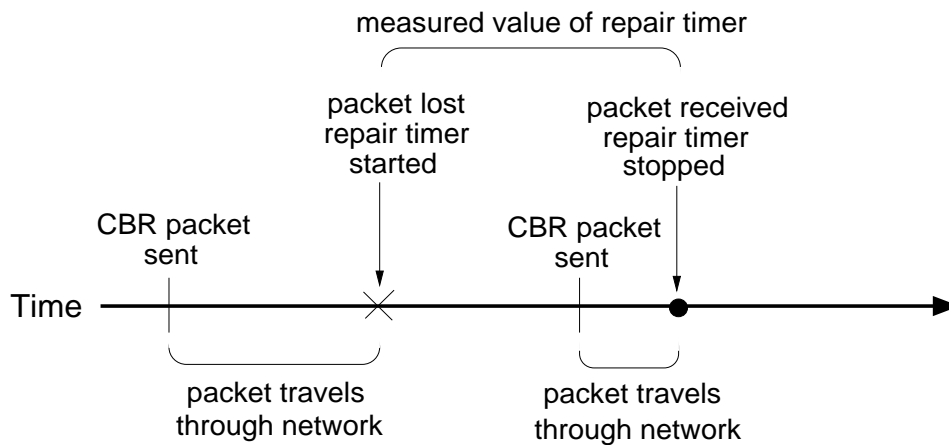 measured value of repair timer
packet lost
repair timer
started
packet received
repair timer
stopped
CBR packet
sent
CBR packet
sent
Time
packet travels
through network
packet travels
through network